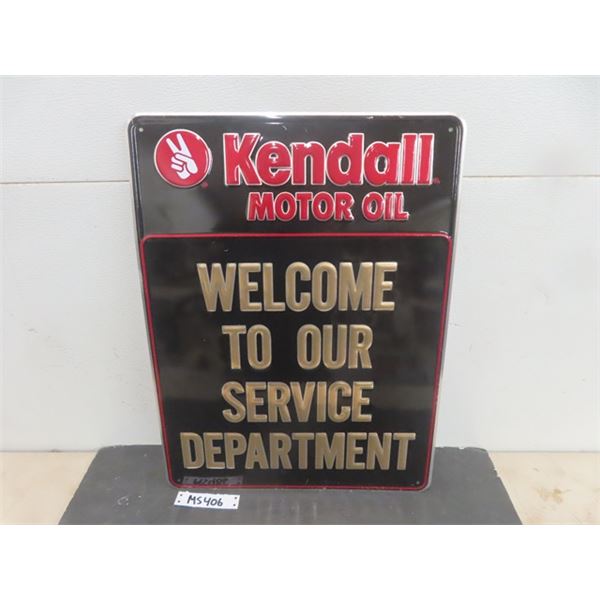 Kendall
MOTOR OIL
WELCOME
TO OUR
SERVICE
DEPARTMENT
MS406